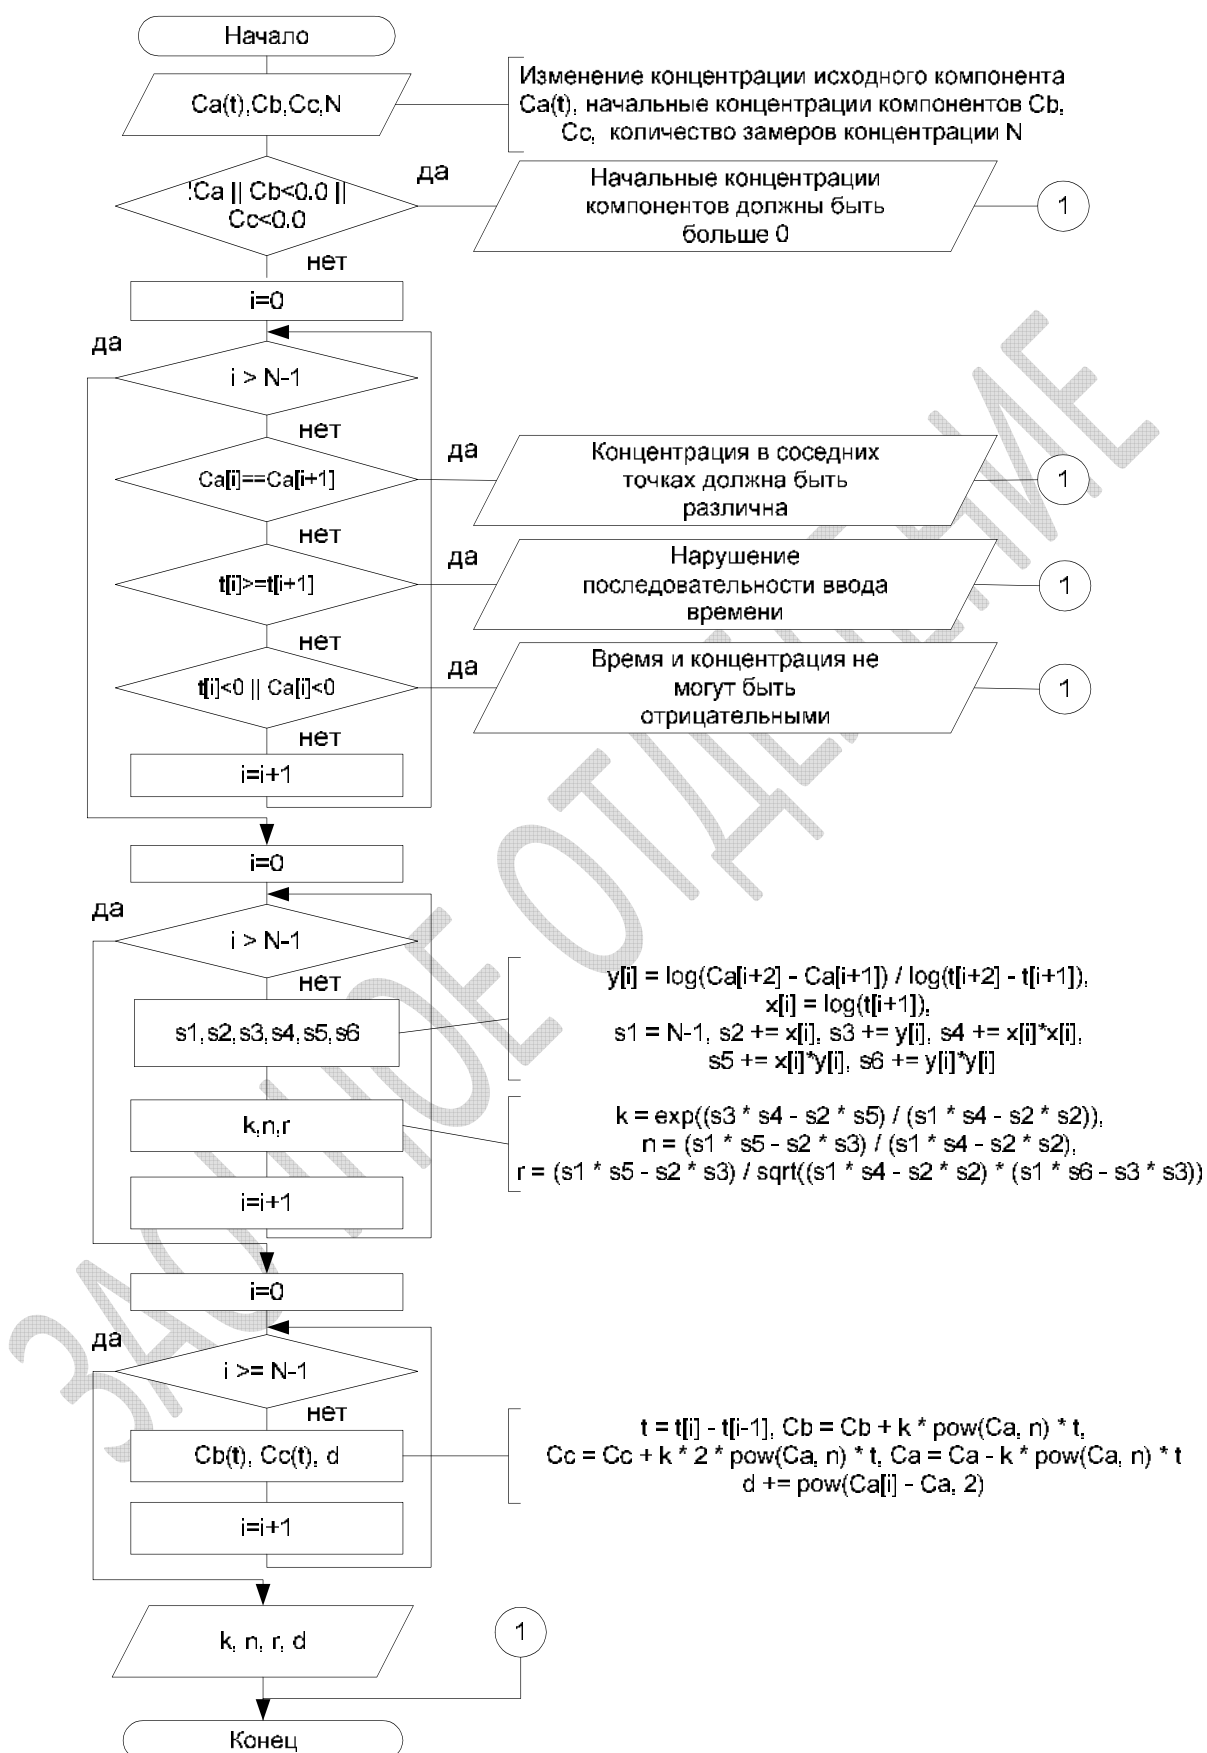 Начало
Ca(t),Cb,Cc,N
Изменение концентрации исходного компонента
Ca(t), начальные концентрации компонентов Cb,
Cc, количество замеров концентрации N
!Ca || Cb<0.0 ||
Cc<0.0
да
Начальные концентрации
компонентов должны быть
больше 0
1
нет
i=0
да
i > N-1
нет
Ca[i]==Ca[i+1]
да
Концентрация в соседних
точках должна быть
различна
1
нет
t[i]>=t[i+1]
да
Нарушение
последовательности ввода
времени
1
нет
t[i]<0 || Ca[i]<0
да
Время и концентрация не
могут быть
отрицательными
1
нет
i=i+1
i=0
да
i > N-1
нет
s1,s2,s3,s4,s5,s6
y[i] = log(Ca[i+2] - Ca[i+1]) / log(t[i+2] - t[i+1]),
x[i] = log(t[i+1]),
s1 = N-1, s2 += x[i], s3 += y[i], s4 += x[i]*x[i],
s5 += x[i]*y[i], s6 += y[i]*y[i]
k,n,r
k = exp((s3 * s4 - s2 * s5) / (s1 * s4 - s2 * s2)),
n = (s1 * s5 - s2 * s3) / (s1 * s4 - s2 * s2),
r = (s1 * s5 - s2 * s3) / sqrt((s1 * s4 - s2 * s2) * (s1 * s6 - s3 * s3))
i=i+1
i=0
да
i >= N-1
нет
Cb(t), Cc(t), d
t = t[i] - t[i-1], Cb = Cb + k * pow(Ca, n) * t,
Cc = Cc + k * 2 * pow(Ca, n) * t, Ca = Ca - k * pow(Ca, n) * t
d += pow(Ca[i] - Ca, 2)
i=i+1
k, n, r, d
1
Конец
ЗАОЧНОЕ ОТДЕЛЕНИЕ